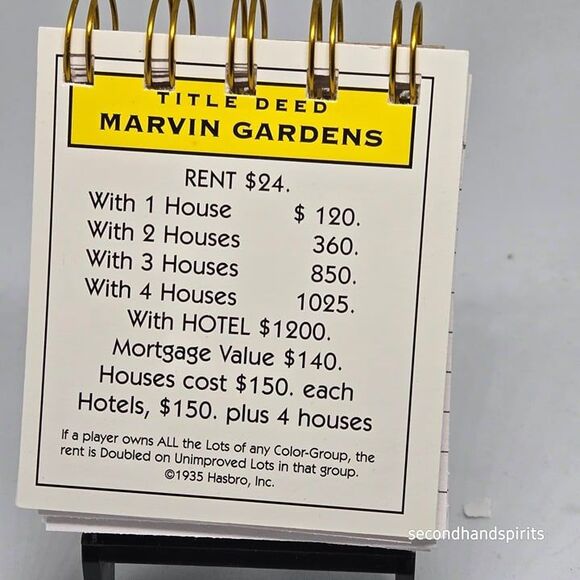 TITLE DEED
MARVIN GARDENS
RENT $24.
With 1 House $ 120.
With 2 Houses 360.
With 3 Houses 850.
With 4 Houses 1025.
With HOTEL $1200.
Mortgage Value $140.
Houses cost $150. each
Hotels, $150. plus 4 houses
If a player owns ALL the Lots of any Color-Group, the
rent is Doubled on Unimproved Lots in that group.
©1935 Hasbro, Inc.
secondhandspirits